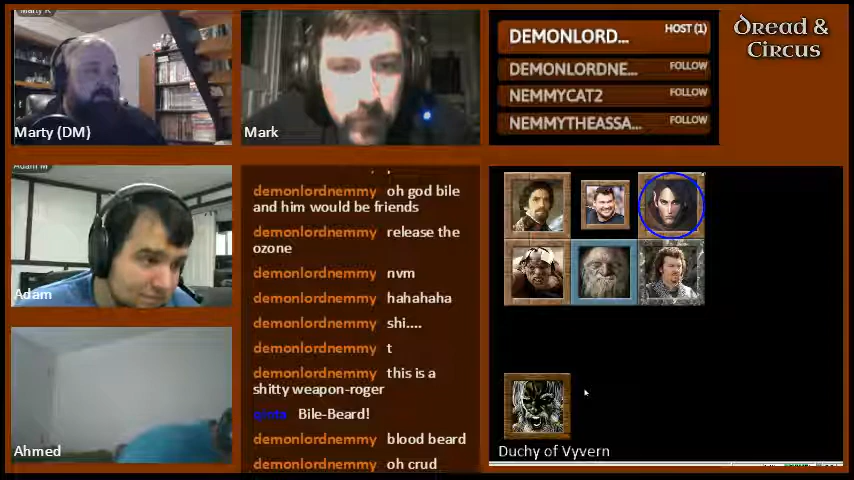 Marty R
Marty (DM)
Mark
DEMONLORD...
HOST (1)
DEMONLORDNE...
FOLLOW
NEMMYCAT2
FOLLOW
NEMMYTHEASSA...
FOLLOW
Dread &
Circus
Adam M
Adam
Ahmed
demonlordnemmy oh god bile
and him would be friends
demonlordnemmy release the
ozone
demonlordnemmy nvm
demonlordnemmy hahahaha
demonlordnemmy shi....
demonlordnemmy t
demonlordnemmy this is a
shitty weapon-roger
Bile-Beard!
demonlordnemmy blood beard
demonlordnemmy oh crud
Duchy of Vyvern